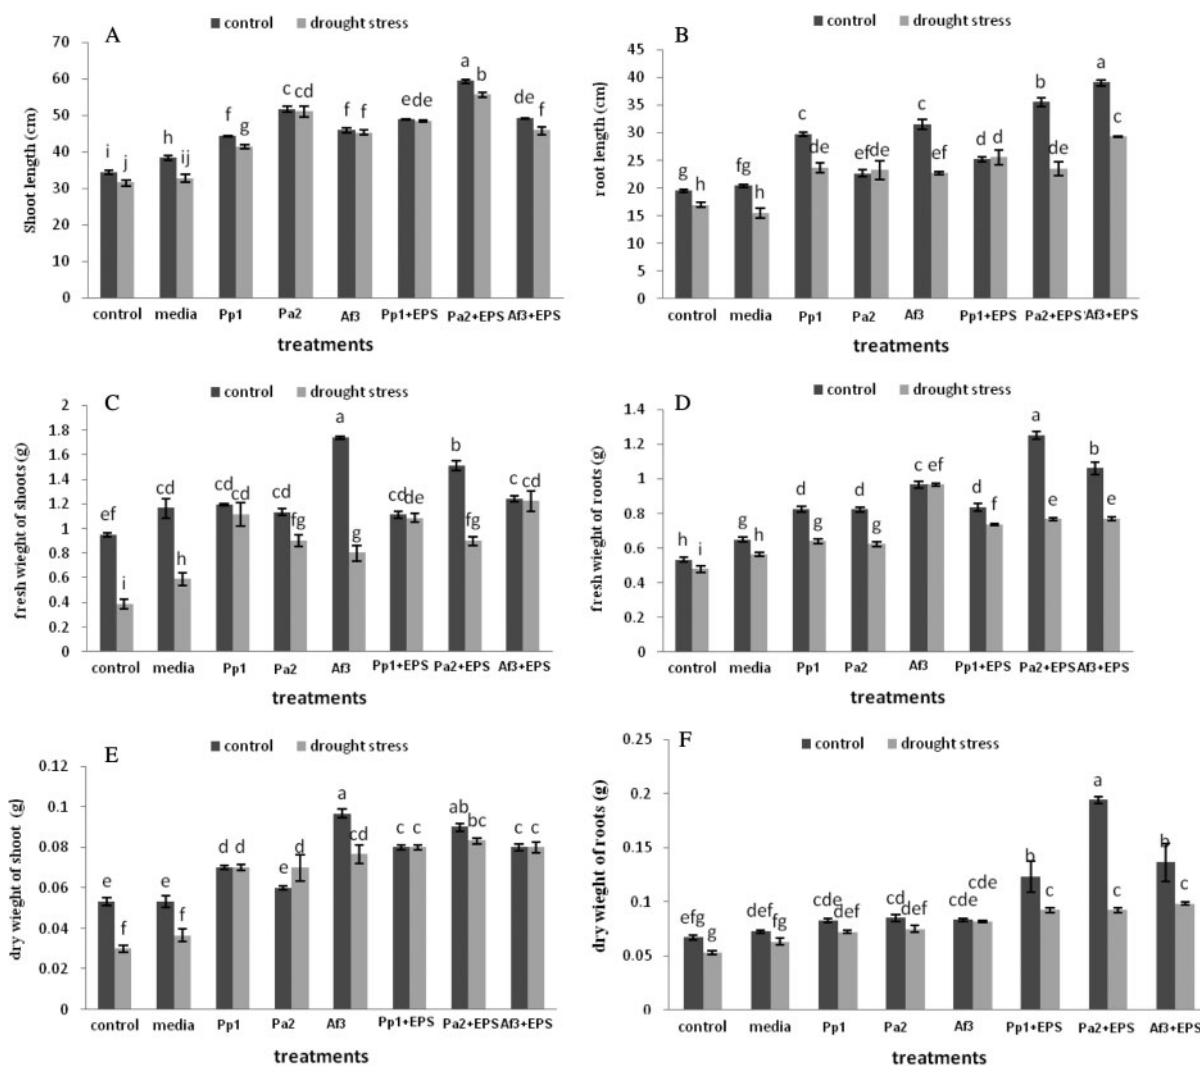 A
control drought stress
Shoot length (cm)
70
60
50
40
30
20
10
0
i j h ij f g c cd f f e de a b de f
control media Pp1 Pa2 Af3 Pp1+EPS Pa2+EPS Af3+EPS
treatments
B
control drought stress
root length (cm)
45
40
35
30
25
20
15
10
5
0
g h fg h c de ef de c ef d d b de a c
control media Pp1 Pa2 Af3 Pp1+EPS Pa2+EPS Af3+EPS
treatments
C
control drought stress
fresh wieght of shoots (g)
2
1.8
1.6
1.4
1.2
1
0.8
0.6
0.4
0.2
0
ef i cd h cd cd cd fg a g cd de b fg c cd
control media Pp1 Pa2 Af3 Pp1+EPS Pa2+EPS Af3+EPS
treatments
D
control drought stress
fresh wieght of roots (g)
1.4
1.2
1
0.8
0.6
0.4
0.2
0
h i g h d g d g c ef d f a e b e
control media Pp1 Pa2 Af3 Pp1+EPS Pa2+EPS Af3+EPS
treatments
E
control drought stress
dry wieght of shoot (g)
0.12
0.1
0.08
0.06
0.04
0.02
0
e f e f d d e d a cd c c ab bc c c
control media Pp1 Pa2 Af3 Pp1+EPS Pa2+EPS Af3+EPS
treatments
F
control drought stress
dry wieght of roots (g)
0.25
0.2
0.15
0.1
0.05
0
efg g def fg cde def cd def cde cde b c a c b c
control media Pp1 Pa2 Af3 Pp1+EPS Pa2+EPS Af3+EPS
treatments